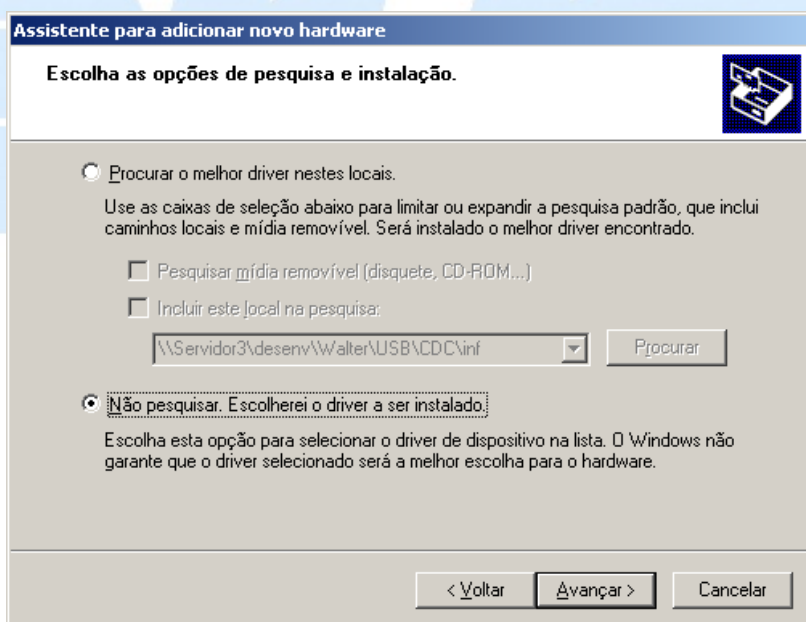 Assistente para adicionar novo hardware
Escolha as opções de pesquisa e instalação.
Procurar o melhor driver nestes locais.
Use as caixas de seleção abaixo para limitar ou expandir a pesquisa padrão, que inclui
caminhos locais e mídia removível. Será instalado o melhor driver encontrado.
Pesquisar mídia removível (disquete, CD-ROM...)
Incluir este local na pesquisa:
\\Servidor3\desenv\Walter\USB\CDC\inf
Procurar
Não pesquisar. Escolherei o driver a ser instalado.
Escolha esta opção para selecionar o driver de dispositivo na lista. O Windows não
garante que o driver selecionado será a melhor escolha para o hardware.
< Voltar Avançar > Cancelar